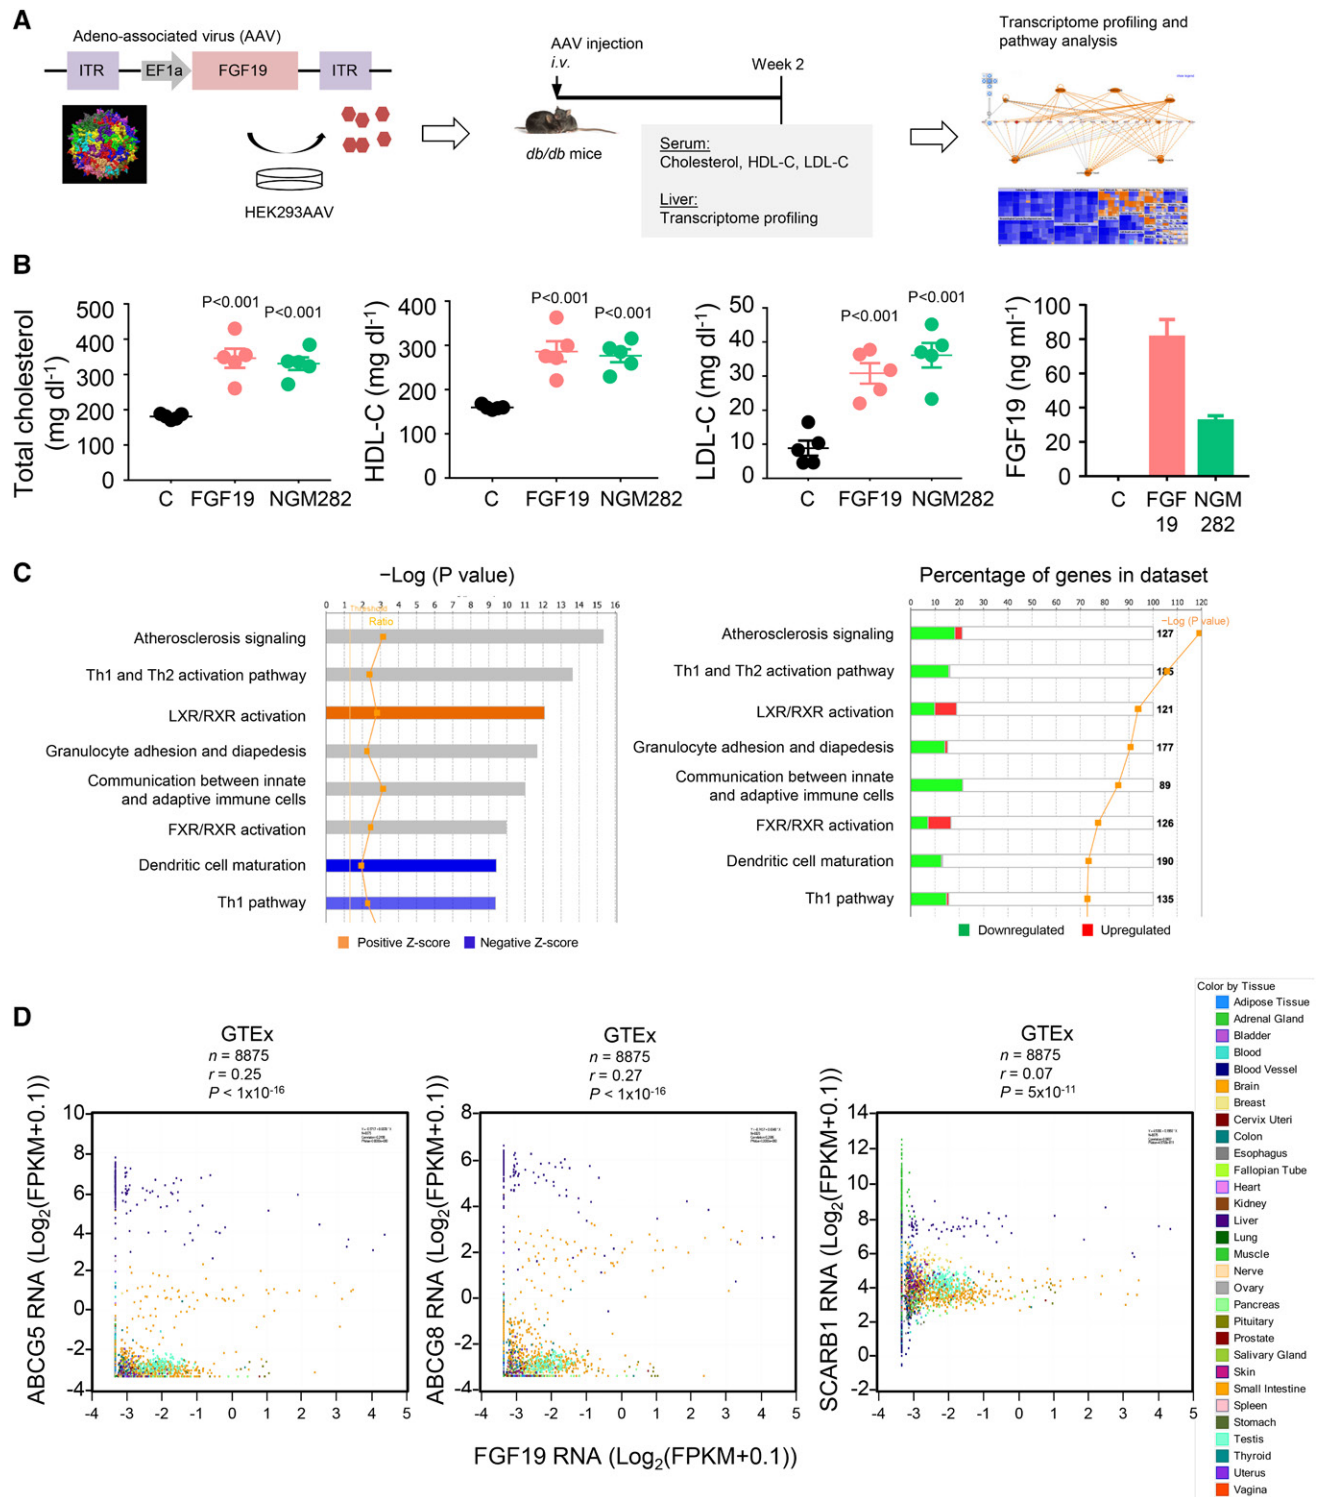 A
Adeno-associated virus (AAV)
ITR
EF1a
FGF19
ITR
HEK293AAV
AAV injection
i.v.
Week 2
db/db mice
Serum:
Cholesterol, HDL-C, LDL-C
Liver:
Transcriptome profiling
Transcriptome profiling and
pathway analysis
B
Total cholesterol
(mg dl-1)
500
400
300
200
100
0
P<0.001
P<0.001
C FGF19 NGM282
HDL-C (mg dl-1)
400
300
200
100
0
P<0.001
P<0.001
C FGF19 NGM282
LDL-C (mg dl-1)
50
40
30
20
10
0
P<0.001
P<0.001
C FGF19 NGM282
FGF19 (ng ml-1)
100
80
60
40
20
0
C FGF NGM
19 282
C
−Log (P value)
0 1 2 3 4 5 6 7 8 9 10 11 12 13 14 15 16
Threshold
Ratio
Atherosclerosis signaling
Th1 and Th2 activation pathway
LXR/RXR activation
Granulocyte adhesion and diapedesis
Communication between innate
and adaptive immune cells
FXR/RXR activation
Dendritic cell maturation
Th1 pathway
Positive Z-score
Negative Z-score
Percentage of genes in dataset
0 10 20 30 40 50 60 70 80 90 100 110 120
−Log (P value)
Atherosclerosis signaling
127
Th1 and Th2 activation pathway
LXR/RXR activation
121
Granulocyte adhesion and diapedesis
177
Communication between innate
and adaptive immune cells
89
FXR/RXR activation
126
Dendritic cell maturation
190
Th1 pathway
135
Downregulated
Upregulated
D
GTEx
n = 8875
r = 0.25
P < 1x10-16
ABCG5 RNA (Log2(FPKM+0.1))
10
8
6
4
2
0
−2
−4
-4 -3 -2 -1 0 1 2 3 4 5
GTEx
n = 8875
r = 0.27
P < 1x10-16
ABCG8 RNA (Log2(FPKM+0.1))
8
6
4
2
0
−2
−4
-4 -3 -2 -1 0 1 2 3 4 5
GTEx
n = 8875
r = 0.07
P = 5x10-11
SCARB1 RNA (Log2(FPKM+0.1))
14
12
10
8
6
4
2
0
−2
-4 -3 -2 -1 0 1 2 3 4 5
FGF19 RNA (Log2(FPKM+0.1))
Color by Tissue
Adipose Tissue
Adrenal Gland
Bladder
Blood
Blood Vessel
Brain
Breast
Cervix Uteri
Colon
Esophagus
Fallopian Tube
Heart
Kidney
Liver
Lung
Muscle
Nerve
Ovary
Pancreas
Pituitary
Prostate
Salivary Gland
Skin
Small Intestine
Spleen
Stomach
Testis
Thyroid
Uterus
Vagina